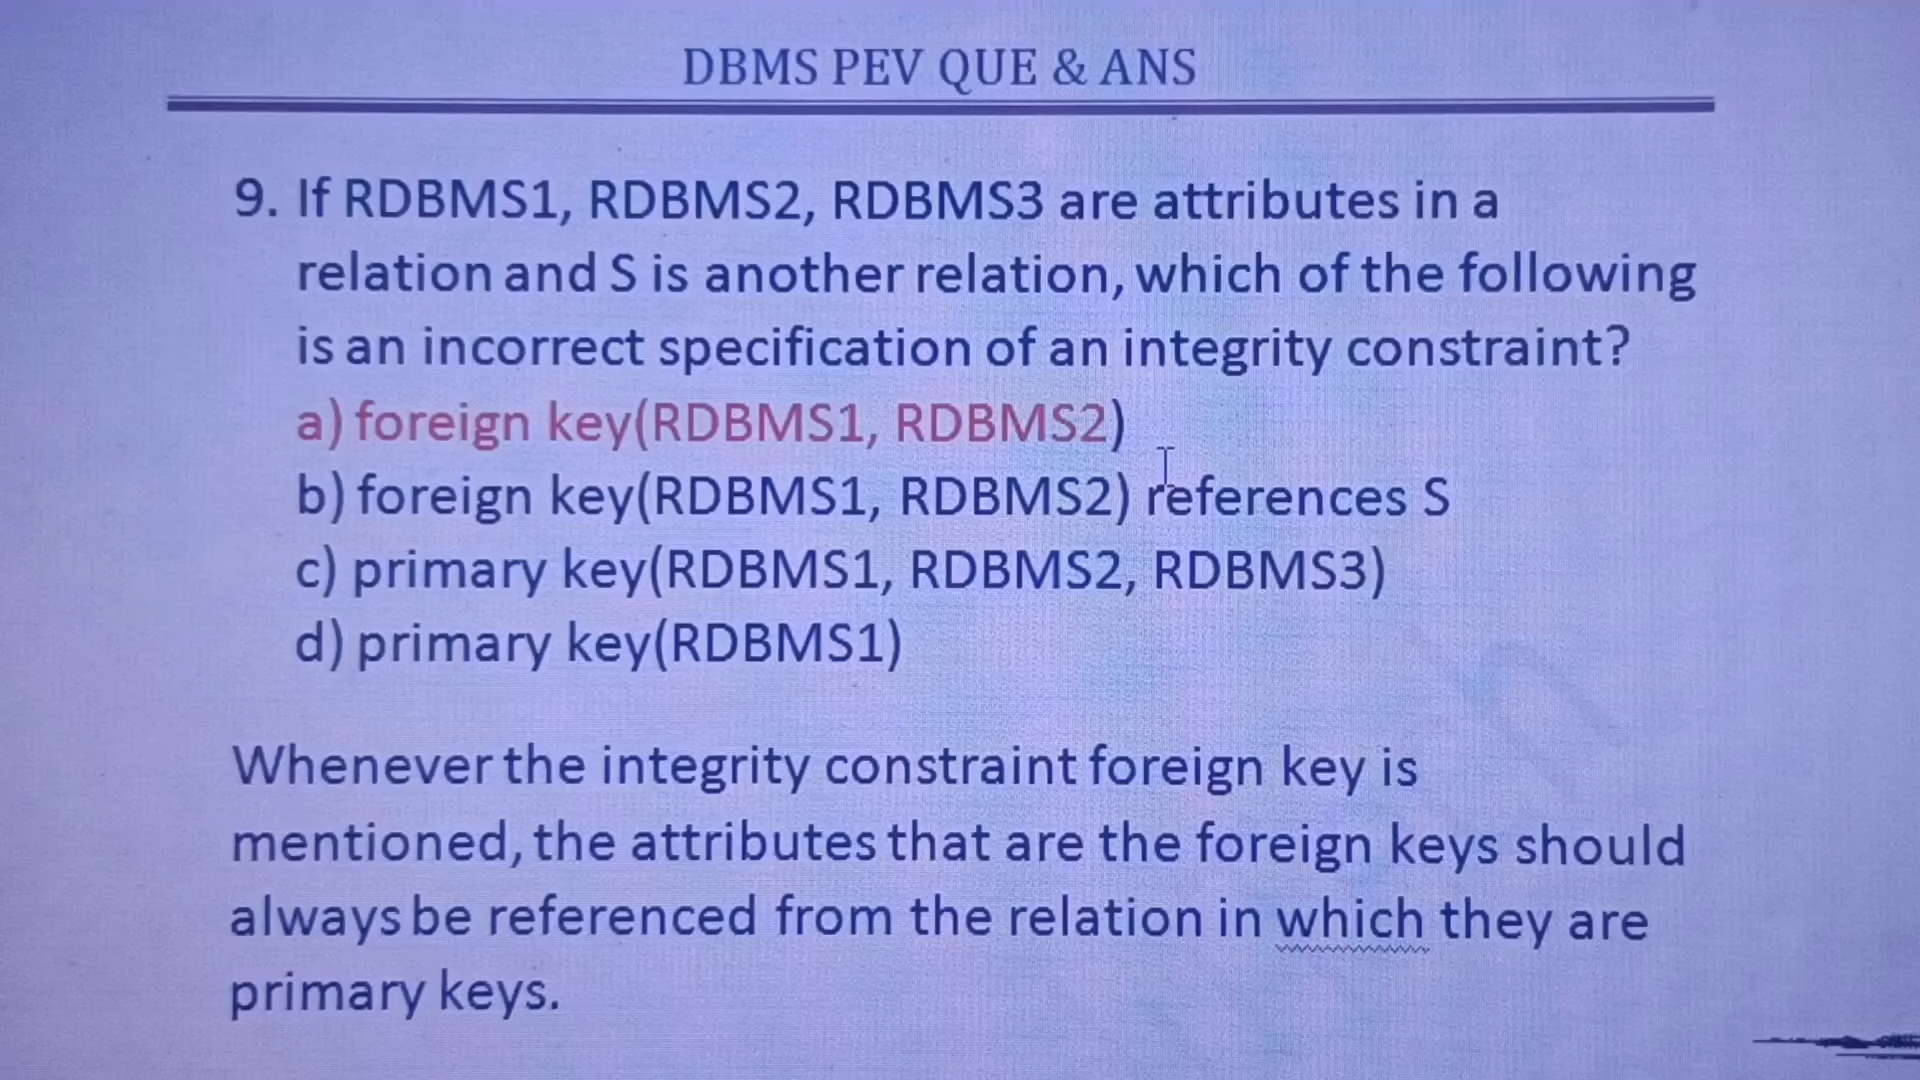 DBMS PEV QUE & ANS
9. If RDBMS1, RDBMS2, RDBMS3 are attributes in a
relation and S is another relation, which of the following
is an incorrect specification of an integrity constraint?
a) foreign key(RDBMS1, RDBMS2)
b) foreign key(RDBMS1, RDBMS2) references S
c) primary key(RDBMS1, RDBMS2, RDBMS3)
d) primary key(RDBMS1)
Whenever the integrity constraint foreign key is
mentioned, the attributes that are the foreign keys should
always be referenced from the relation in which they are
primary keys.